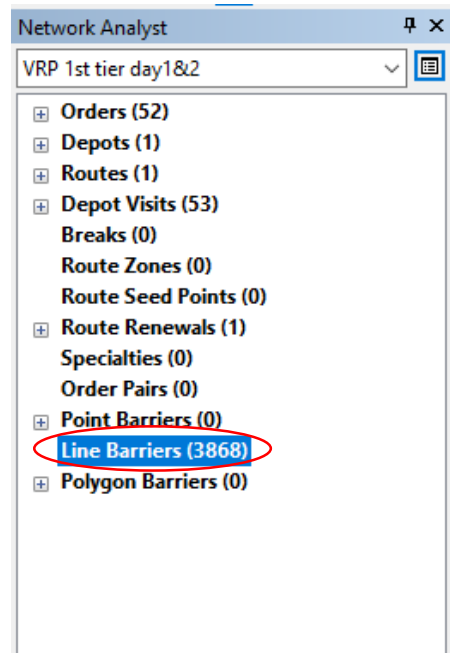 Network Analyst
VRP 1st tier day1&2
Orders (52)
Depots (1)
Routes (1)
Depot Visits (53)
Breaks (0)
Route Zones (0)
Route Seed Points (0)
Route Renewals (1)
Specialties (0)
Order Pairs (0)
Point Barriers (0)
Line Barriers (3868)
Polygon Barriers (0)